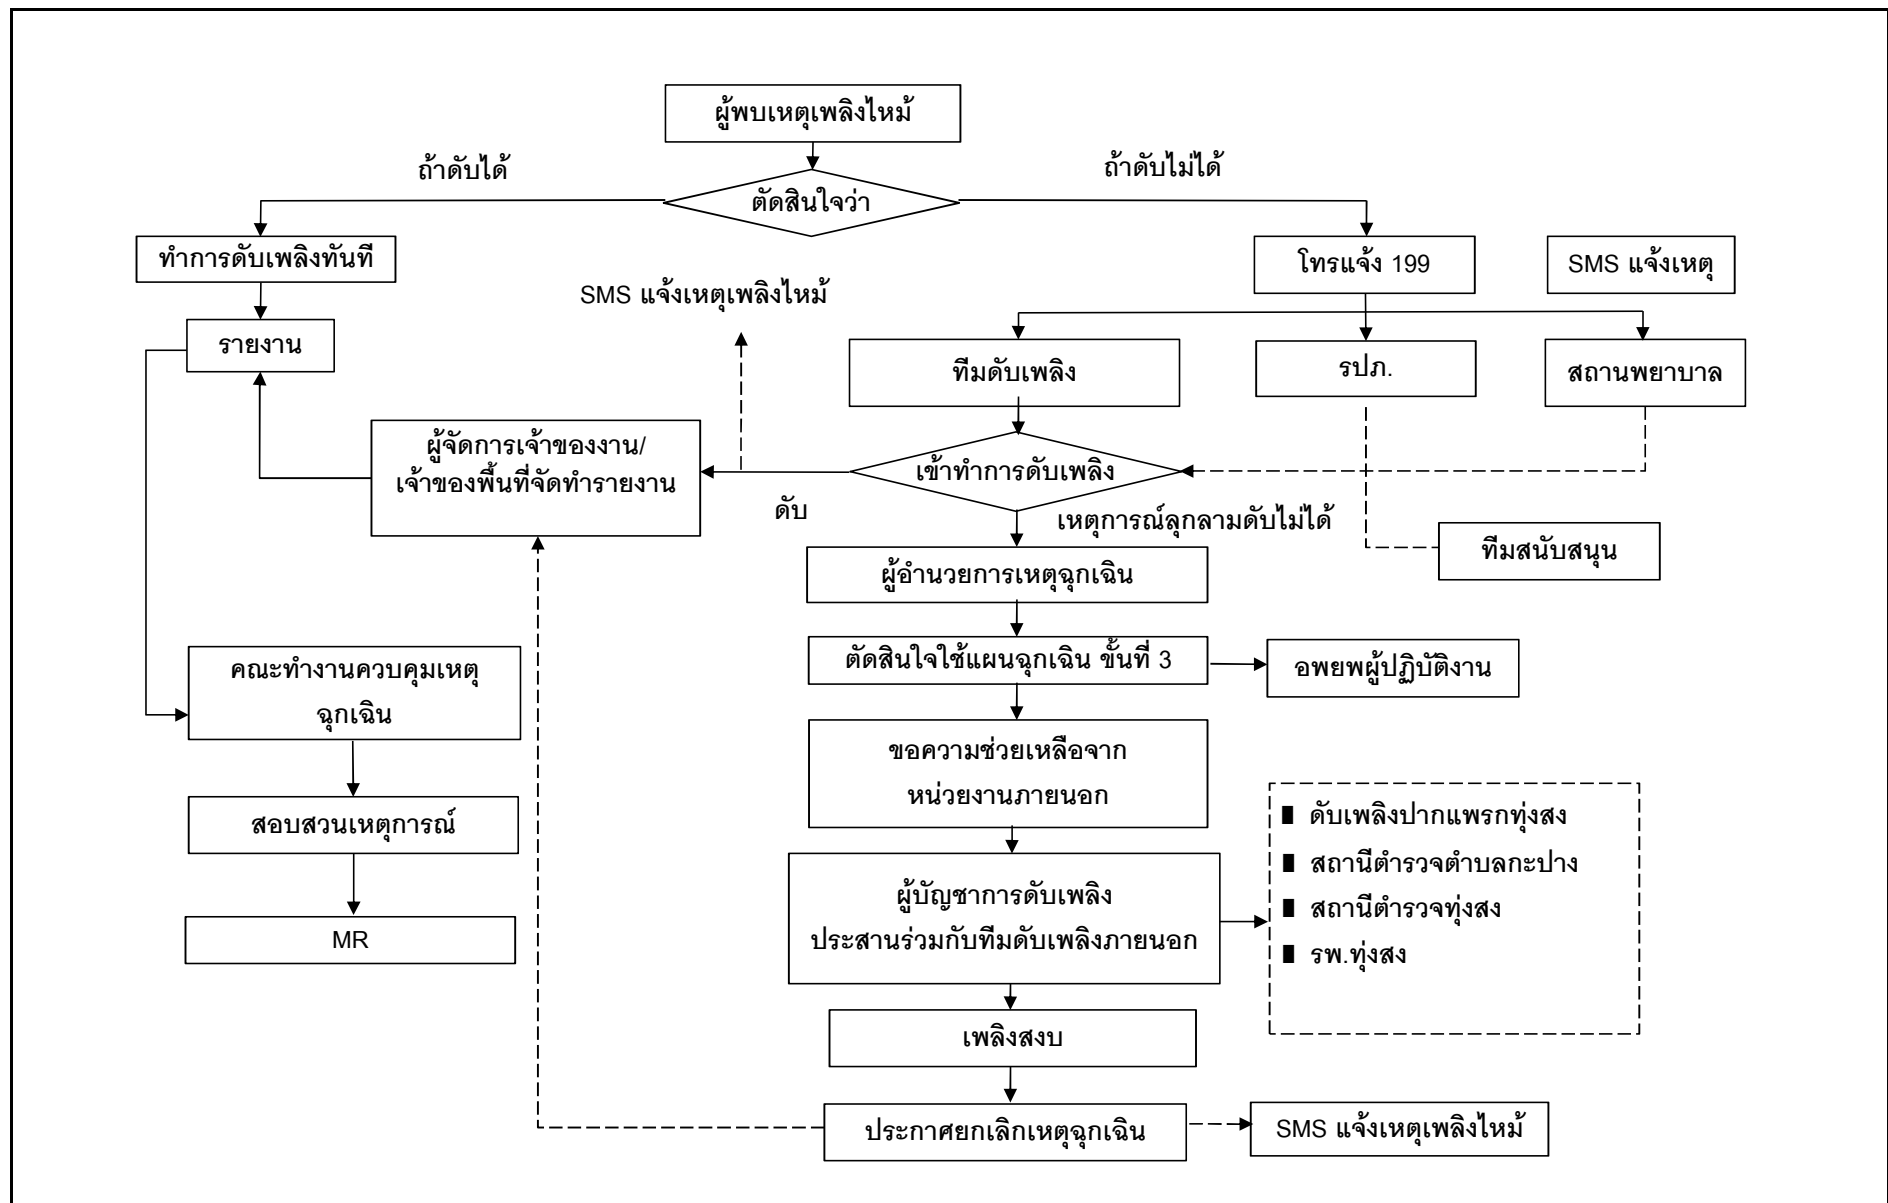 ผู้พบเหตุเพลิงไหม้
ถ้าดับได้
ถ้าดับไม่ได้
ตัดสินใจว่า
ทำการดับเพลิงทันที
โทรแจ้ง 199
SMS แจ้งเหตุ
SMS แจ้งเหตุเพลิงไหม้
รายงาน
ทีมดับเพลิง
รปภ.
สถานพยาบาล
ผู้จัดการเจ้าของงาน/
เจ้าของพื้นที่จัดทำรายงาน
เข้าทำการดับเพลิง
ดับ
เหตุการณ์ลุกลามดับไม่ได้
ทีมสนับสนุน
ผู้อำนวยการเหตุฉุกเฉิน
ตัดสินใจใช้แผนฉุกเฉิน ขั้นที่ 3
อพยพผู้ปฏิบัติงาน
คณะทำงานควบคุมเหตุ
ฉุกเฉิน
ขอความช่วยเหลือจาก
หน่วยงานภายนอก
สอบสวนเหตุการณ์
ดับเพลิงปากแพรกทุ่งสง
สถานีตำรวจตำบลกะปาง
สถานีตำรวจทุ่งสง
รพ.ทุ่งสง
ผู้บัญชาการดับเพลิง
ประสานร่วมกับทีมดับเพลิงภายนอก
MR
เพลิงสงบ
ประกาศยกเลิกเหตุฉุกเฉิน
SMS แจ้งเหตุเพลิงไหม้